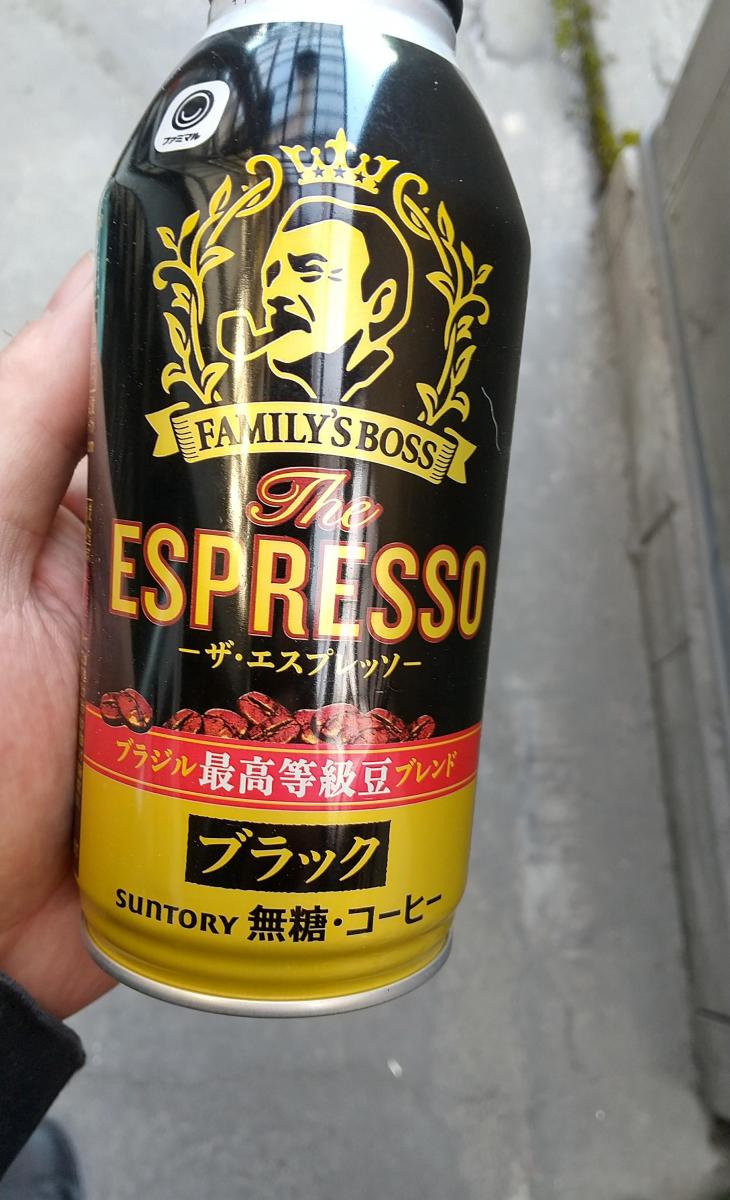 ファミマル
FAMILY'S BOSS
The
ESPRESSO
－ザ・エスプレッソ－
ブラジル最高等級豆ブレンド
ブラック
SUNTORY 無糖・コーヒー